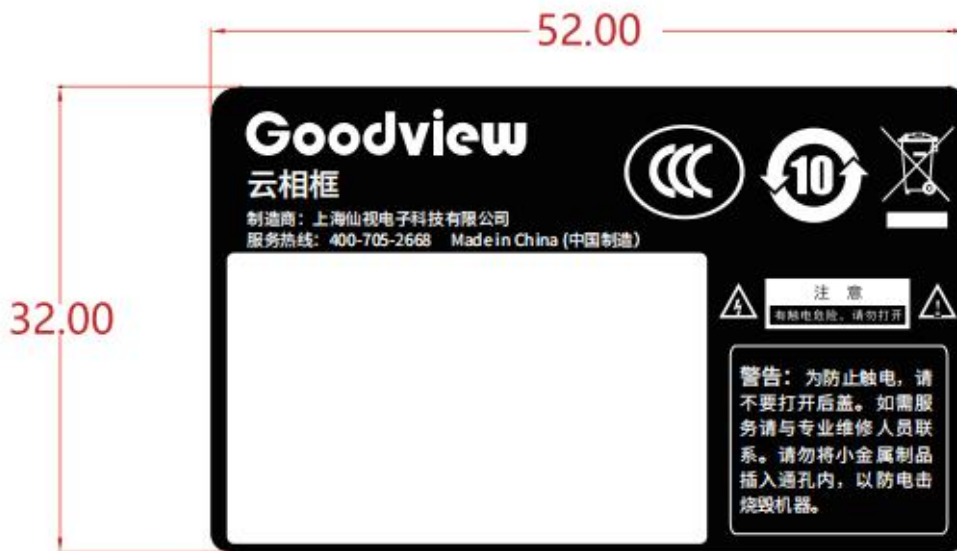 52.00
32.00
Goodview
云相框
制造商：上海仙视电子科技有限公司
服务热线：400-705-2668 Made in China (中国制造)
10
注 意
有触电危险，请勿打开
警告：为防止触电，请
不要打开后盖。如需服
务请与专业维修人员联
系。请勿将小金属制品
插入通孔内，以防电击
烧毁机器。